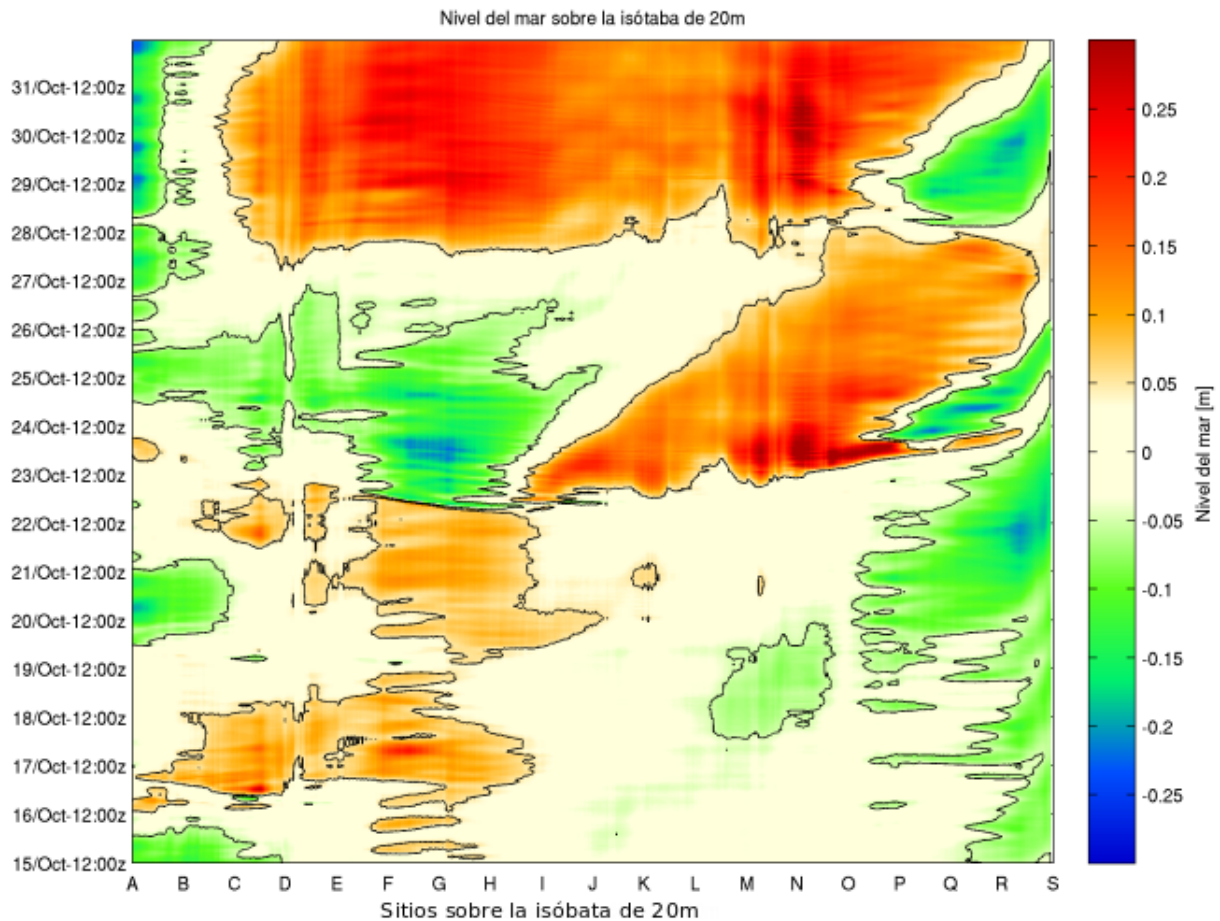 Nivel del mar sobre la isótaba de 20m
31/Oct-12:00z
30/Oct-12:00z
29/Oct-12:00z
28/Oct-12:00z
27/Oct-12:00z
26/Oct-12:00z
25/Oct-12:00z
24/Oct-12:00z
23/Oct-12:00z
22/Oct-12:00z
21/Oct-12:00z
20/Oct-12:00z
19/Oct-12:00z
18/Oct-12:00z
17/Oct-12:00z
16/Oct-12:00z
15/Oct-12:00z
A B C D E F G H I J K L M N O P Q R S
Sitios sobre la isóbata de 20m
0.25
0.2
0.15
0.1
0.05
0
-0.05
-0.1
-0.15
-0.2
-0.25
Nivel del mar [m]